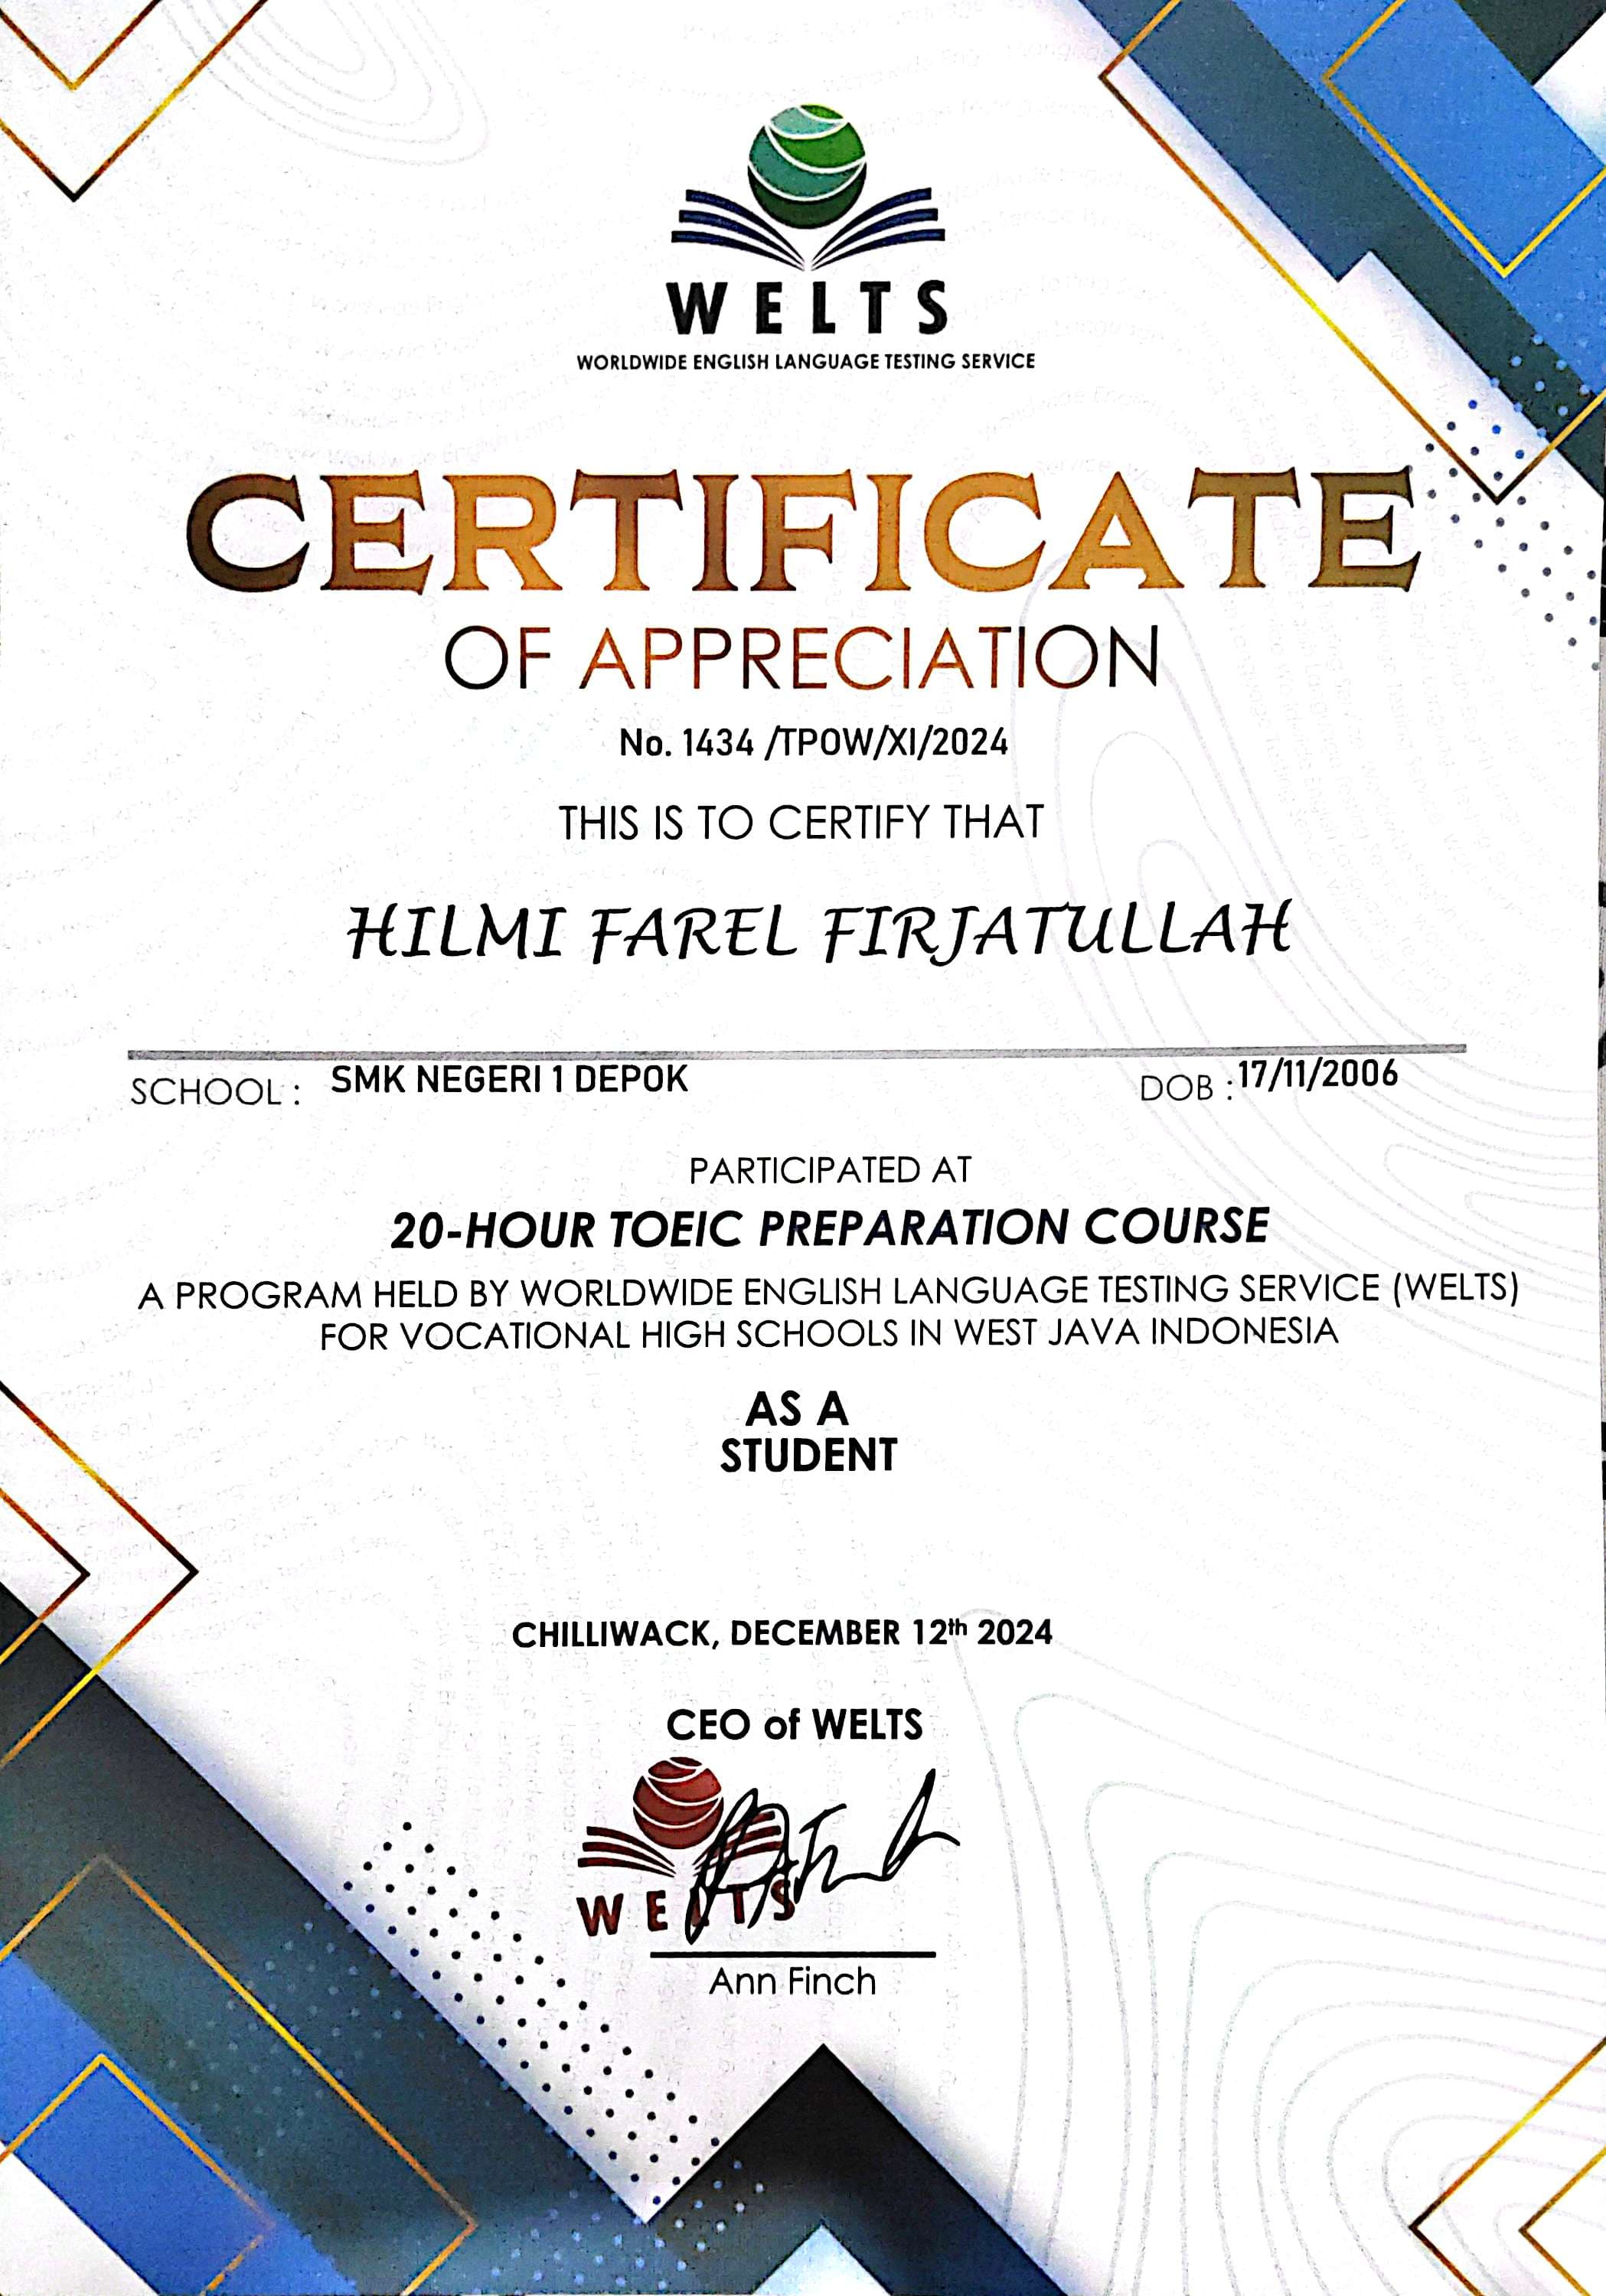 WELTS
WORLDWIDE ENGLISH LANGUAGE TESTING SERVICE
CERTIFICATE
OF APPRECIATION
No. 1434 /TPOW/XI/2024
THIS IS TO CERTIFY THAT
HILMI FAREL FIRJATULLAH
SCHOOL : SMK NEGERI 1 DEPOK DOB : 17/11/2006
PARTICIPATED AT
20-HOUR TOEIC PREPARATION COURSE
A PROGRAM HELD BY WORLDWIDE ENGLISH LANGUAGE TESTING SERVICE (WELTS)
FOR VOCATIONAL HIGH SCHOOLS IN WEST JAVA INDONESIA
AS A
STUDENT
CHILLIWACK, DECEMBER 12th 2024
CEO of WELTS
WELTS
Ann Finch